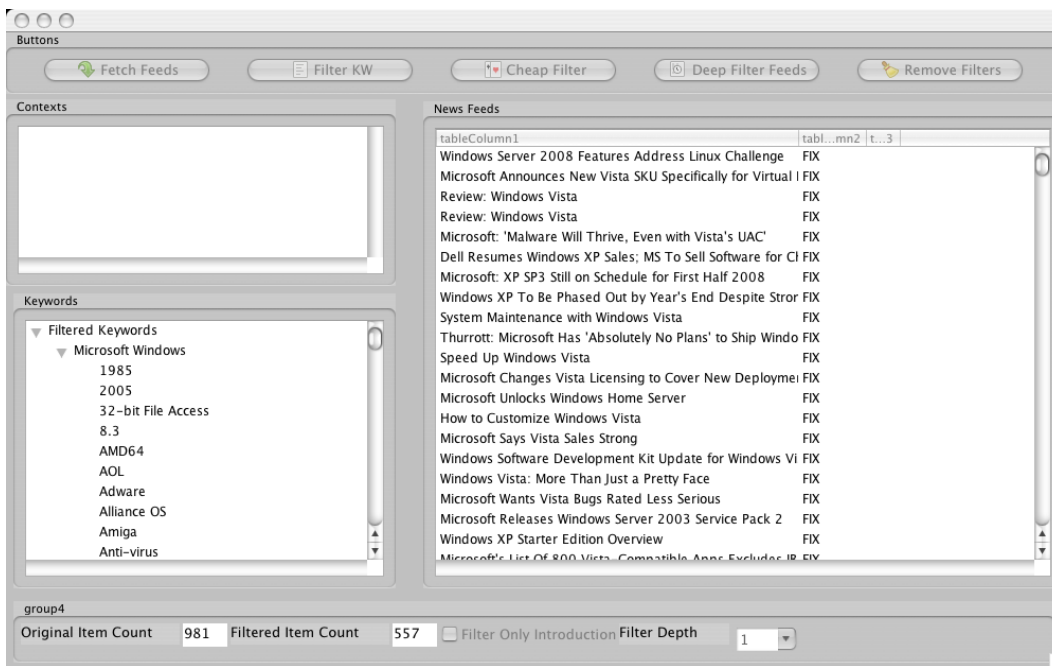 Buttons
Fetch Feeds Filter KW Cheap Filter Deep Filter Feeds Remove Filters
Contexts
News Feeds
tableColumn1 tabl...mn2 t...3
Windows Server 2008 Features Address Linux Challenge FIX
Microsoft Announces New Vista SKU Specifically for Virtual FIX
Review: Windows Vista FIX
Review: Windows Vista FIX
Microsoft: 'Malware Will Thrive, Even with Vista's UAC' FIX
Dell Resumes Windows XP Sales; MS To Sell Software for FIX
Microsoft: XP SP3 Still on Schedule for First Half 2008 FIX
Windows XP To Be Phased Out by Year's End Despite FIX
System Maintenance with Windows Vista FIX
Thurrott: Microsoft Has 'Absolutely No Plans' to Ship Windo FIX
Speed Up Windows Vista FIX
Microsoft Changes Vista Licensing to Cover New FIX
Microsoft Unlocks Windows Home Server FIX
How to Customize Windows Vista FIX
Microsoft Says Vista Sales Strong FIX
Windows Software Development Kit Update for Windows Vi FIX
Windows Vista: More Than Just a Pretty Face FIX
Microsoft Wants Vista Bugs Rated Less Serious FIX
Microsoft Releases Windows Server 2003 Service Pack 2 FIX
Windows XP Starter Edition Overview FIX
Microsoft's List Of 800 Vista-Compatible Apps Excludes FIX
Keywords
Filtered Keywords
Microsoft Windows
1985
2005
32-bit File Access
8.3
AMD64
AOL
Adware
Alliance OS
Amiga
Anti-virus
group4
Original Item Count 981 Filtered Item Count 557 Filter Only Introduction Filter Depth 1